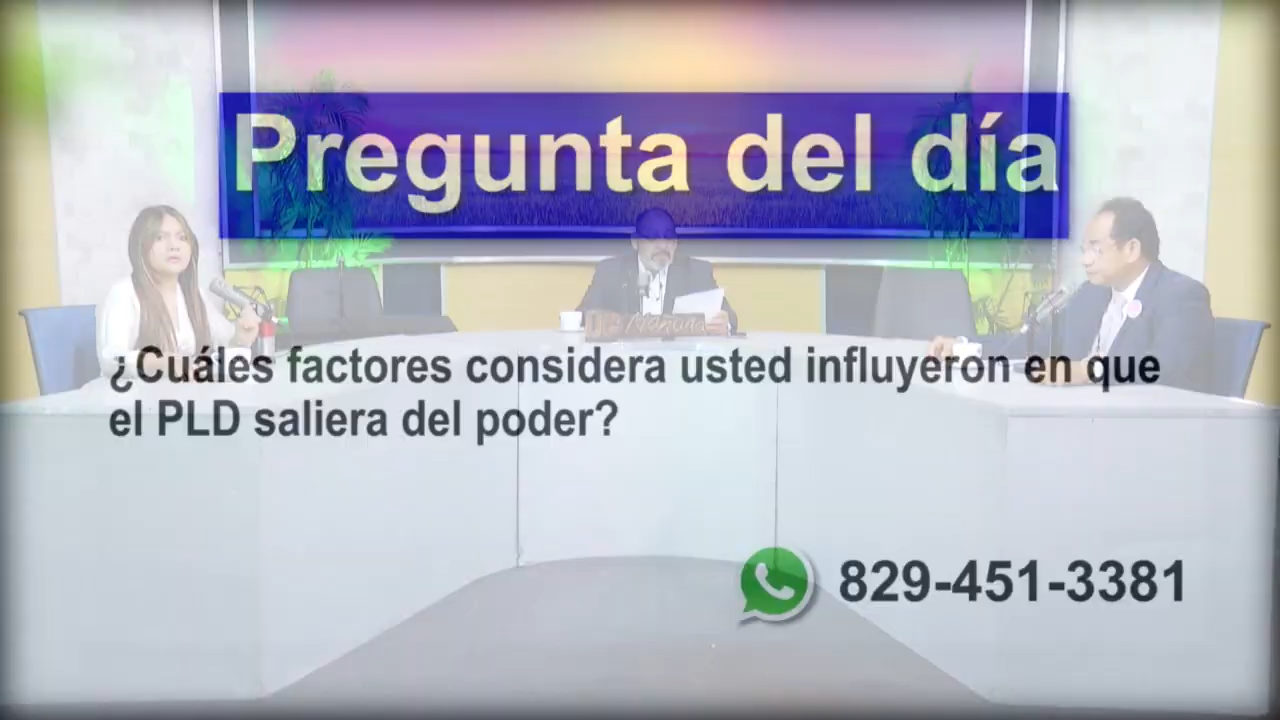 Pregunta del día
¿Cuáles factores considera usted influyeron en que
el PLD saliera del poder?
829-451-3381